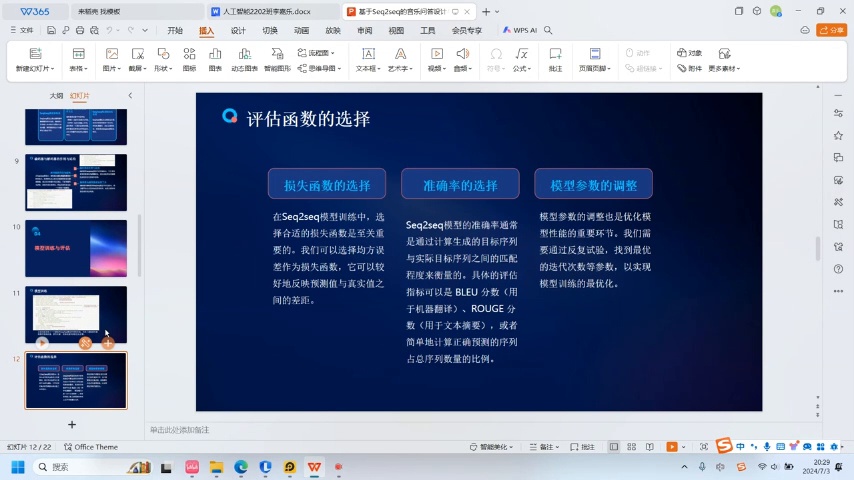 W365
来稻壳 找模板
人工智能2202班李嘉乐.docx
基于Seq2seq的音乐问答设计
文件
开始
插入
设计
切换
动画
放映
审阅
视图
工具
会员专享
WPS AI
分享
新建幻灯片
表格
图片
截屏
形状
图标
图表
动态图表
智能图形
流程图
思维导图
文本框
艺术字
视频
音频
符号
公式
批注
页眉页脚
动作
超链接
对象
附件
更多素材
大纲
幻灯片
9
10
模型训练与评估
11
模型训练
12
评估函数的选择
评估函数的选择
损失函数的选择
在Seq2seq模型训练中，选
择合适的损失函数是至关重
要的。我们可以选择均方误
差作为损失函数，它可以较
好地反映预测值与真实值之
间的差距。
准确率的选择
Seq2seq模型的准确率通常
是通过计算生成的目标序列
与实际目标序列之间的匹配
程度来衡量的。具体的评估
指标可以是 BLEU 分数（用
于机器翻译）、ROUGE 分
数（用于文本摘要），或者
简单地计算正确预测的序列
占总序列数量的比例。
模型参数的调整
模型参数的调整也是优化模
型性能的重要环节。我们需
要通过反复试验，找到最优
的迭代次数等参数，以实现
模型训练的最优化。
单击此处添加备注
幻灯片 12 / 22
Office Theme
智能美化
备注
批注
中
搜索
20:29
2024/7/3